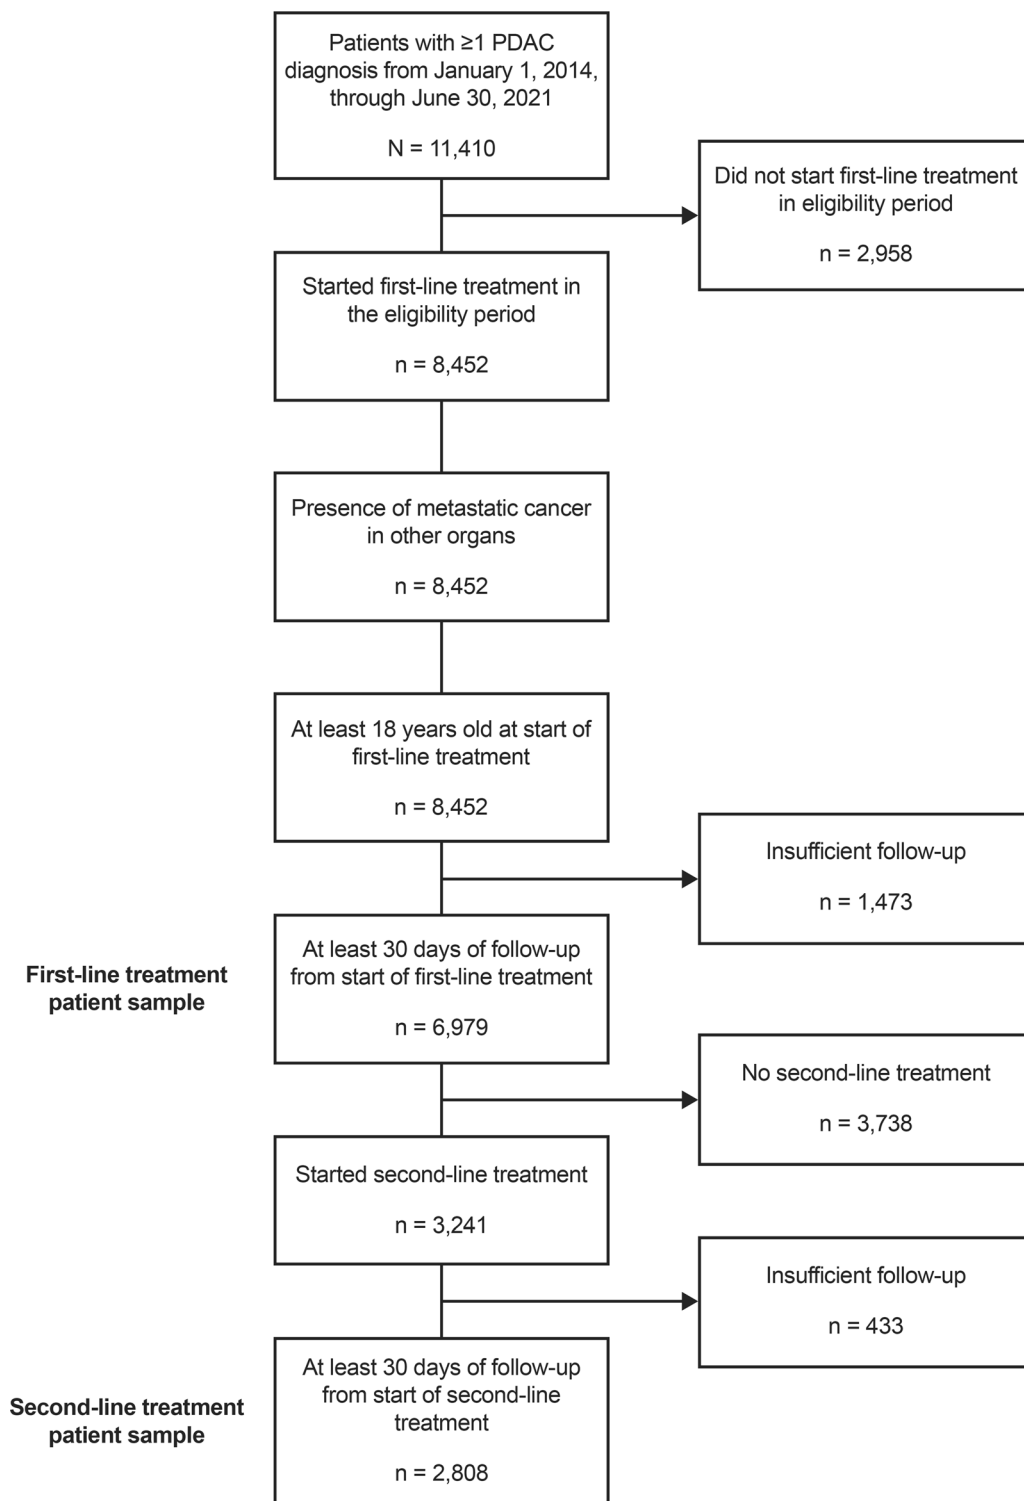 Patients with ≥1 PDAC
diagnosis from January 1, 2014,
through June 30, 2021
N = 11,410
Did not start first-line treatment
in eligibility period
n = 2,958
Started first-line treatment in
the eligibility period
n = 8,452
Presence of metastatic cancer
in other organs
n = 8,452
At least 18 years old at start of
first-line treatment
n = 8,452
Insufficient follow-up
n = 1,473
First-line treatment
patient sample
At least 30 days of follow-up
from start of first-line treatment
n = 6,979
No second-line treatment
n = 3,738
Started second-line treatment
n = 3,241
Insufficient follow-up
n = 433
Second-line treatment
patient sample
At least 30 days of follow-up
from start of second-line
treatment
n = 2,808